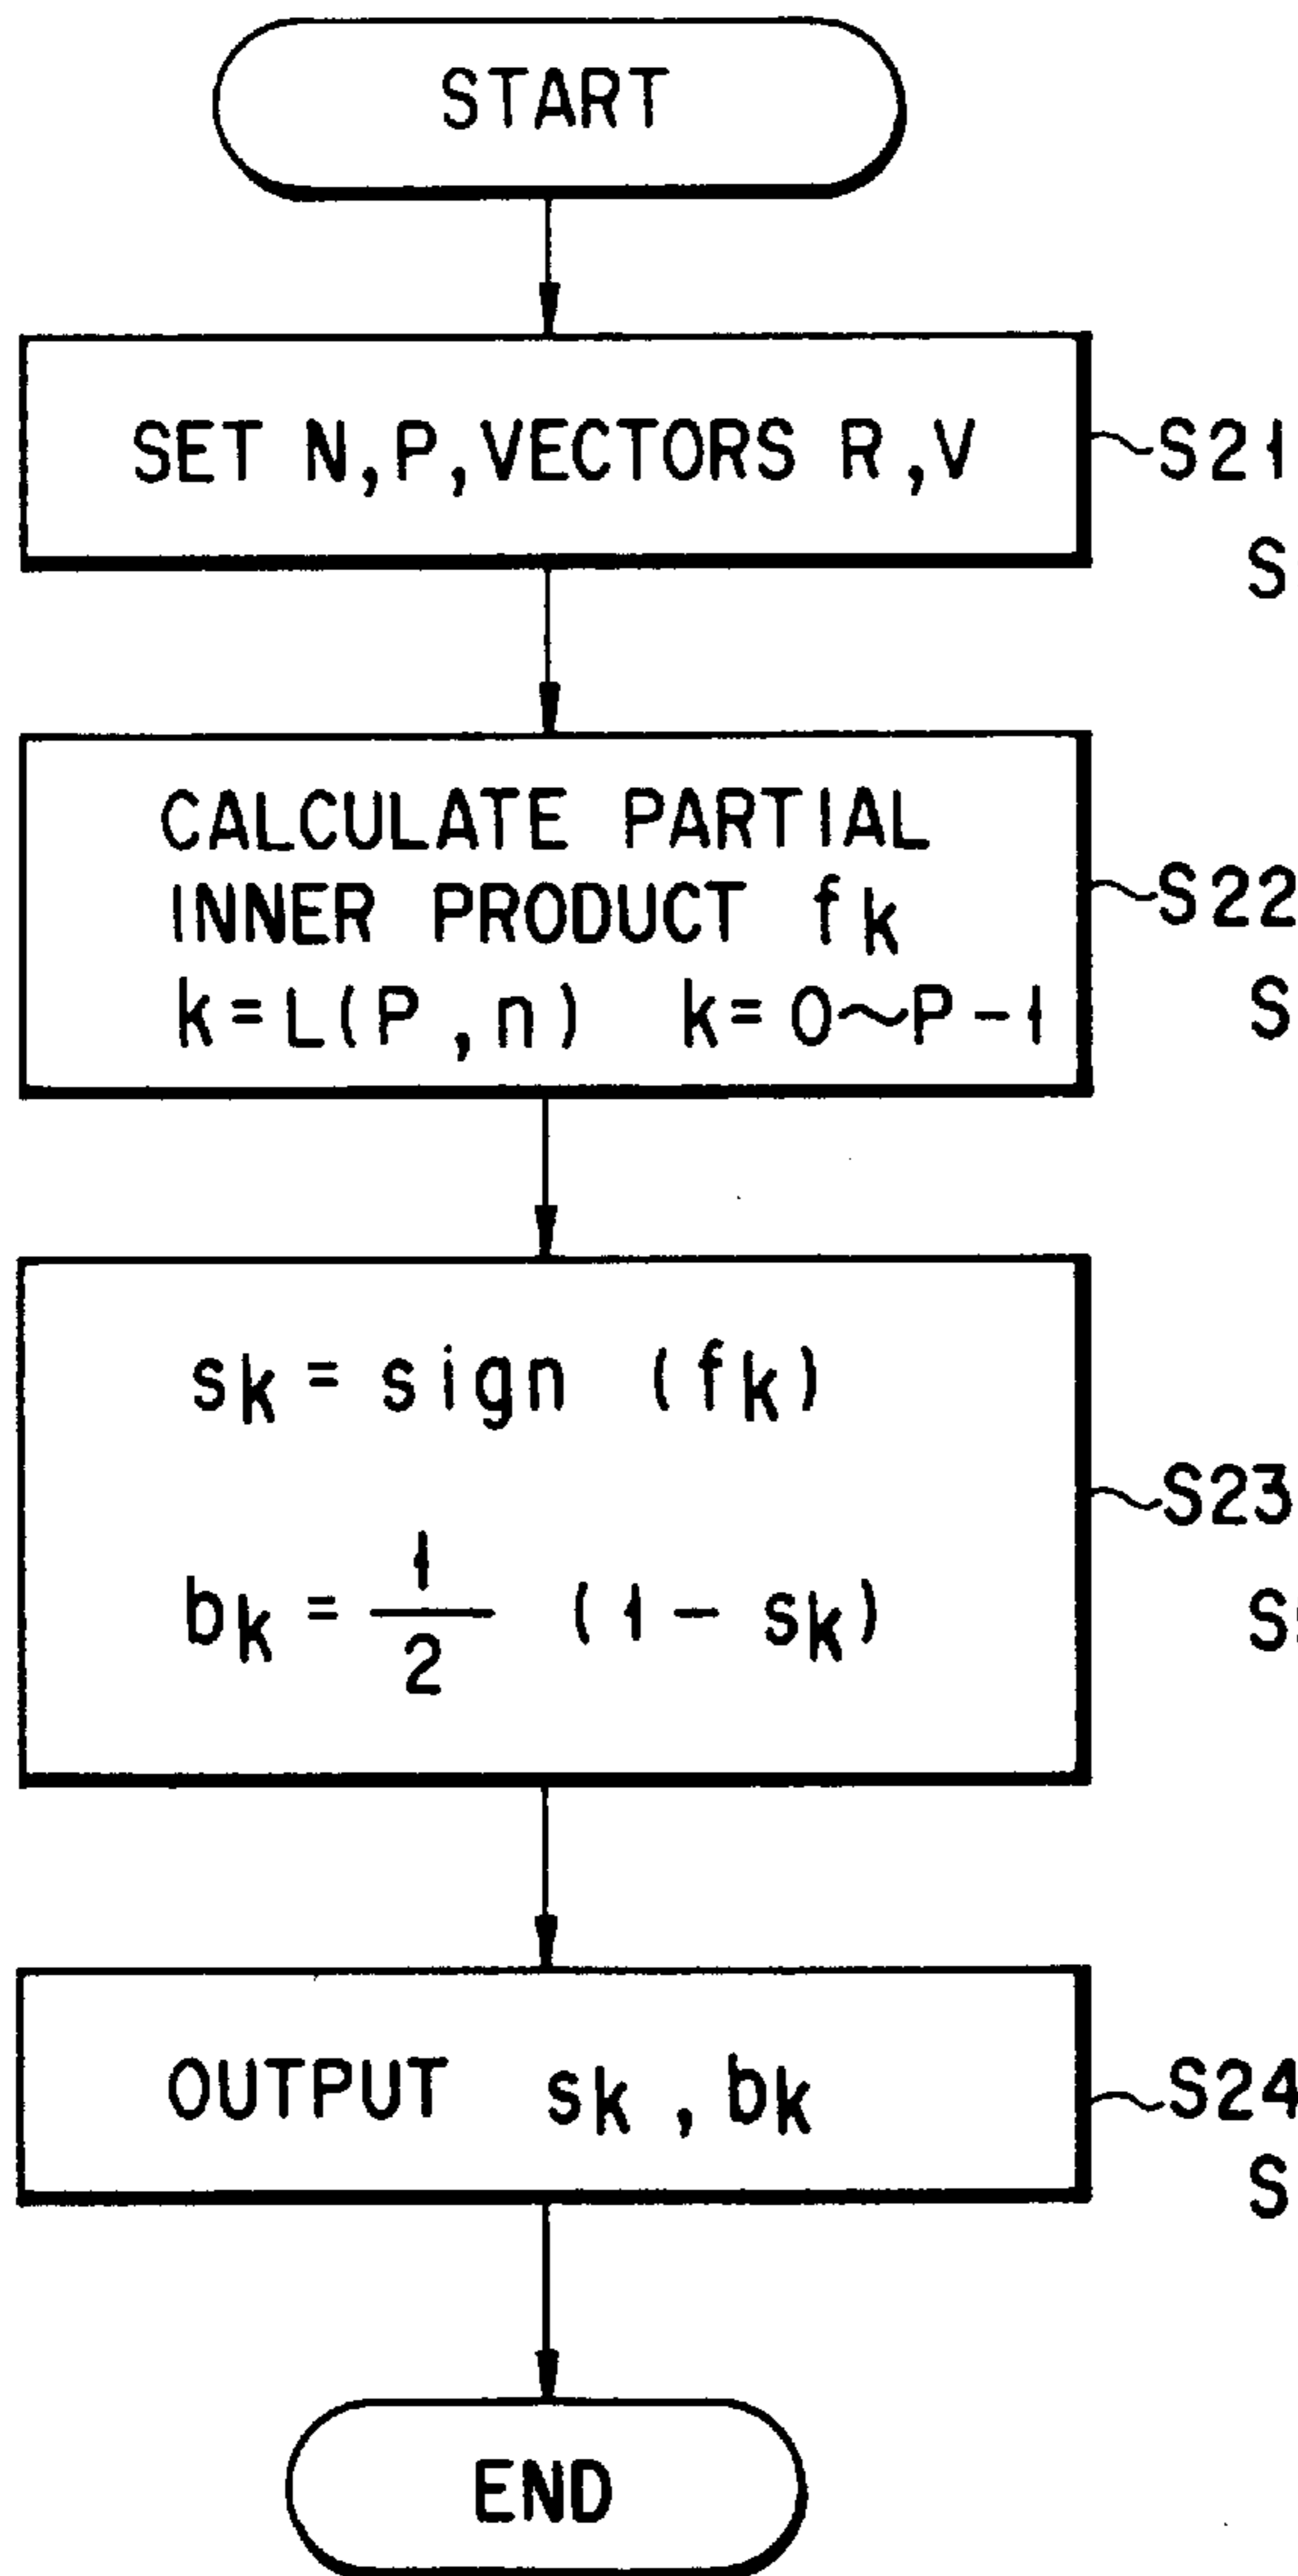 START
SET N,P,VECTORS R,V
S21
S
CALCULATE PARTIAL
INNER PRODUCT fk
k=L(P,n) k=0~P-1
S22
S
sk = sign (fk)
bk = 1/2 (1 - sk)
S23
S
OUTPUT sk , bk
S24
S
END